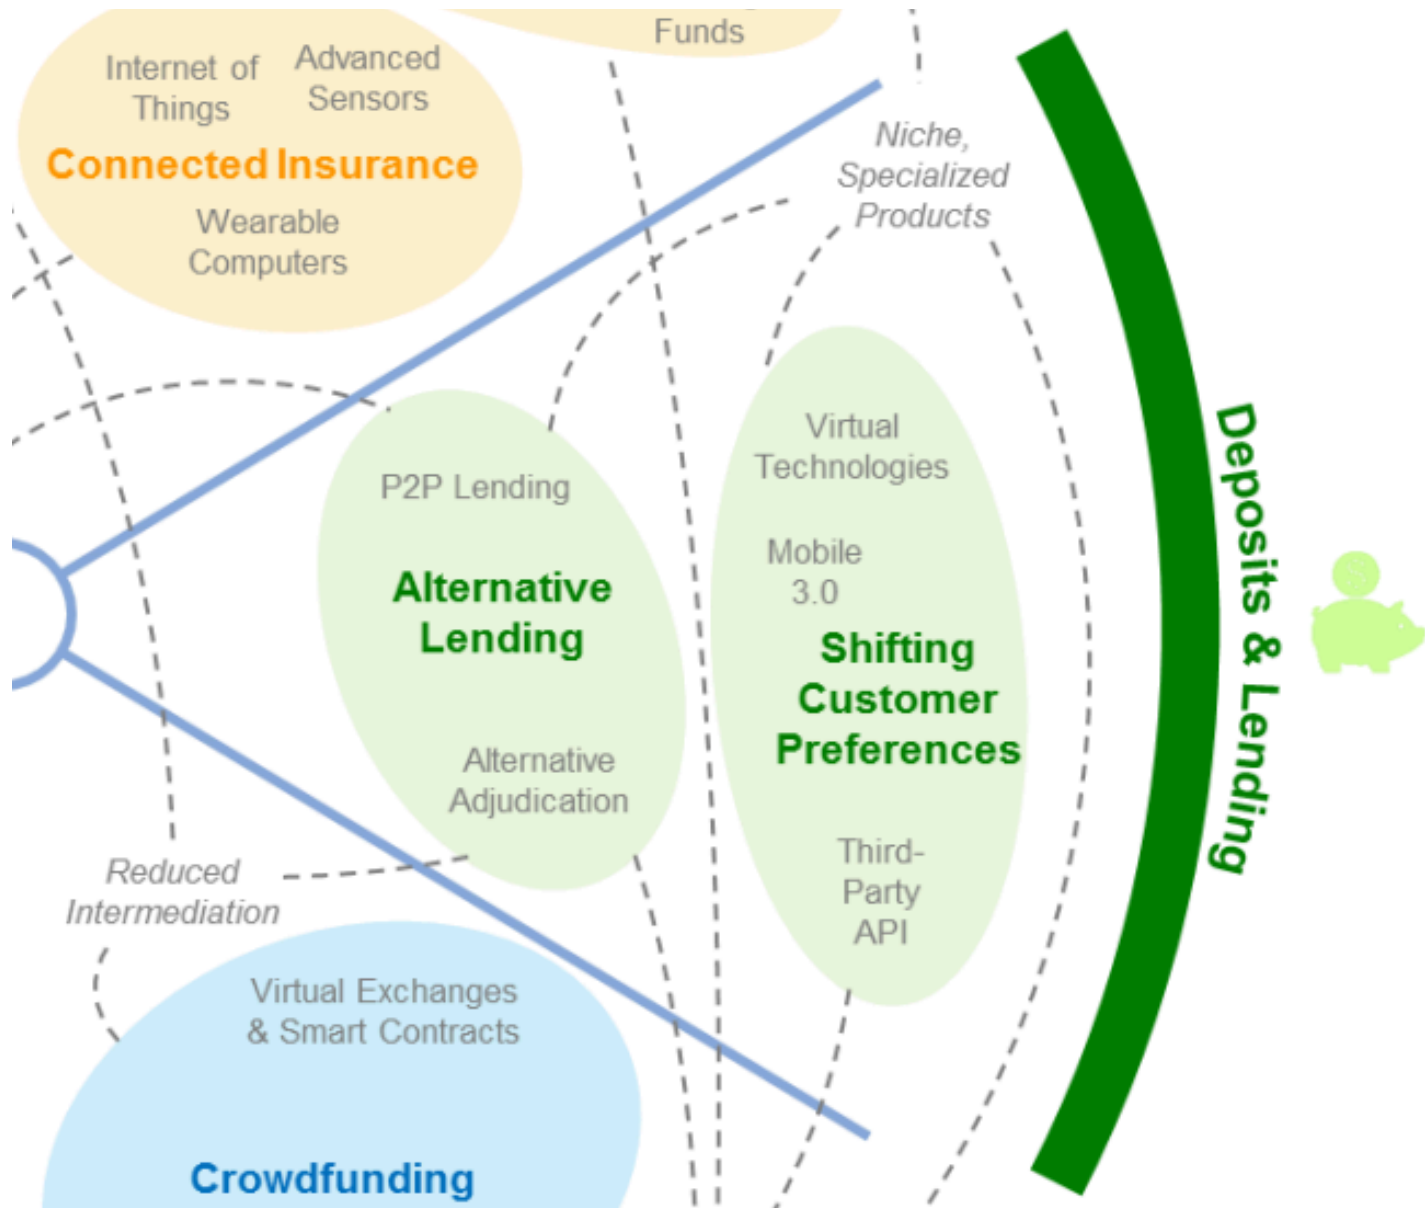 Funds
Internet of
Things
Advanced
Sensors
Connected Insurance
Wearable
Computers
Niche,
Specialized
Products
P2P Lending
Alternative
Lending
Alternative
Adjudication
Virtual
Technologies
Mobile
3.0
Shifting
Customer
Preferences
Third-
Party
API
Deposits & Lending
Reduced
Intermediation
Virtual Exchanges
& Smart Contracts
Crowdfunding